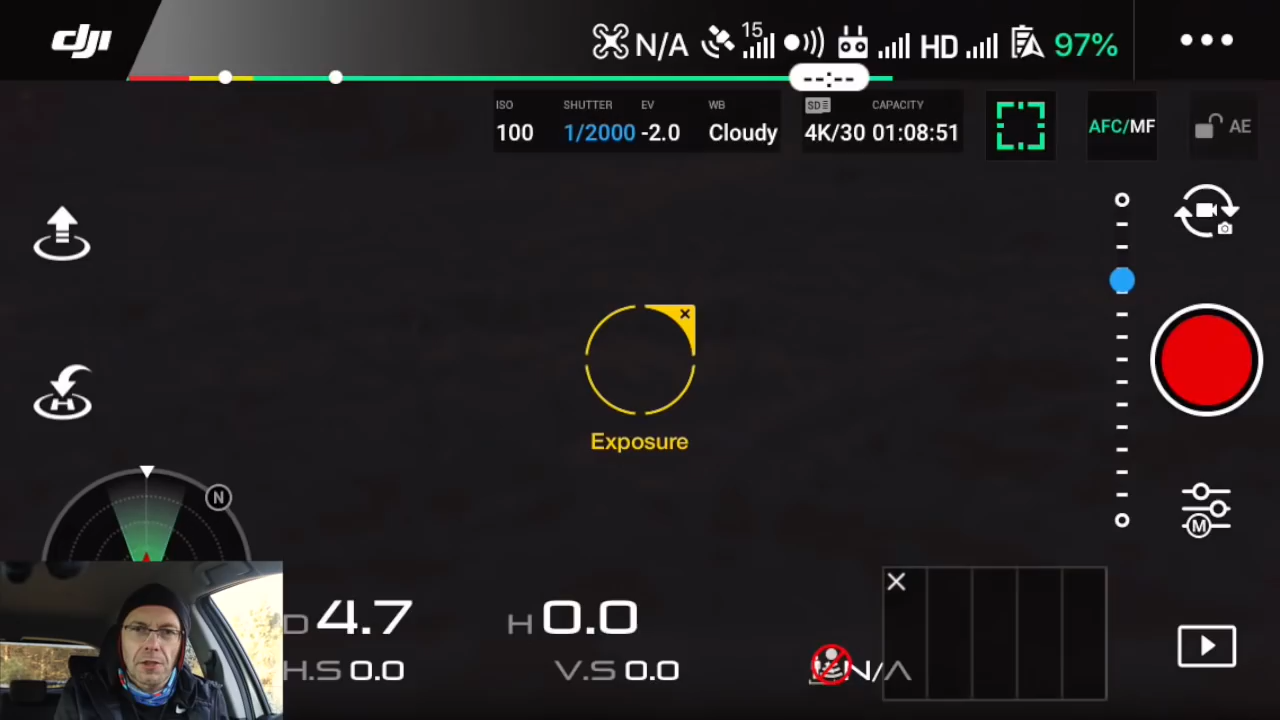 dji
N/A
15
HD
97%
--:--
ISO SHUTTER EV WB
100 1/2000 -2.0 Cloudy
SD CAPACITY
4K/30 01:08:51
AFC/MF
AE
Exposure
N
M
D 4.7
H 0.0
H.S 0.0
V.S 0.0
N/A